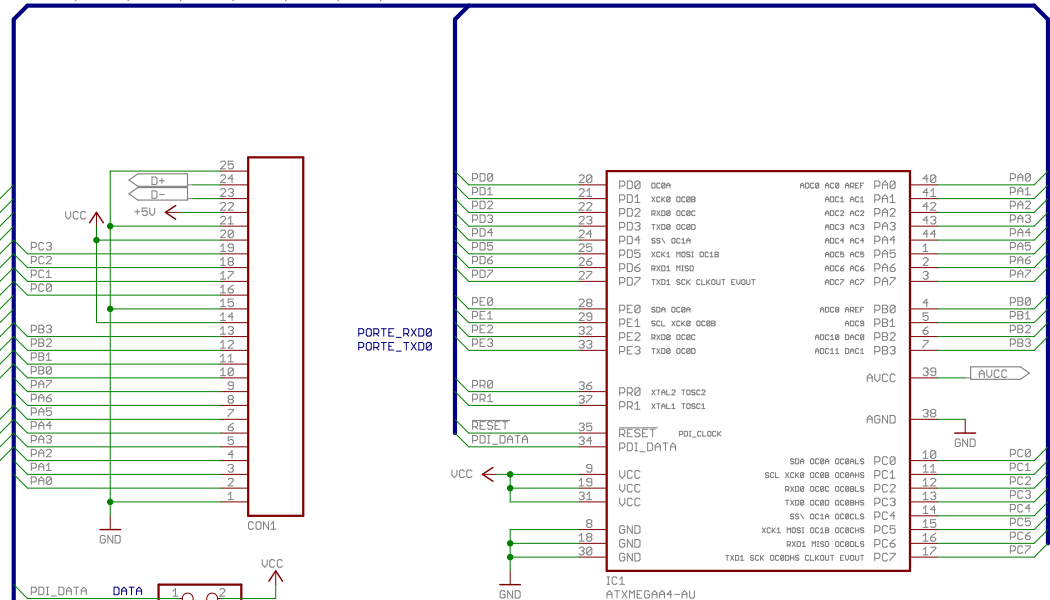 25
D+ 24
D- 23
+5V 22
VCC 21
20
PC3 19
PC2 18
PC1 17
PC0 16
15
14
PB3 13
PB2 12
PB1 11
PB0 10
PA7 9
PA6 8
PA5 7
PA4 6
PA3 5
PA2 4
PA1 3
PA0 2
1
CON1
GND
VCC
PDI_DATA DATA 1 2
PORTE_RXD0
PORTE_TXD0
PD0 20 PD0 OC0A ADC0 AC0 AREF PA0 40 PA0
PD1 21 PD1 XCK0 OC0B ADC1 AC1 PA1 41 PA1
PD2 22 PD2 RXD0 OC0C ADC2 AC2 PA2 42 PA2
PD3 23 PD3 TXD0 OC0D ADC3 AC3 PA3 43 PA3
PD4 24 PD4 SS\ OC1A ADC4 AC4 PA4 44 PA4
PD5 25 PD5 XCK1 MOSI OC1B ADC5 AC5 PA5 1 PA5
PD6 26 PD6 RXD1 MISO ADC6 AC6 PA6 2 PA6
PD7 27 PD7 TXD1 SCK CLKOUT EVOUT ADC7 AC7 PA7 3 PA7
PE0 28 PE0 SDA OC0A ADC8 AREF PB0 4 PB0
PE1 29 PE1 SCL XCK0 OC0B ADC9 PB1 5 PB1
PE2 32 PE2 RXD0 OC0C ADC10 DAC0 PB2 6 PB2
PE3 33 PE3 TXD0 OC0D ADC11 DAC1 PB3 7 PB3
AVCC 39 AVCC
PR0 36 PR0 XTAL2 TOSC2
PR1 37 PR1 XTAL1 TOSC1
AGND 38
GND
RESET 35 RESET PDI_CLOCK
PDI_DATA 34 PDI_DATA
SDA OC0A OC0ALS PC0 10 PC0
VCC 9 VCC SCL XCK0 OC0B OC0AHS PC1 11 PC1
19 VCC RXD0 OC0C OC0BLS PC2 12 PC2
31 VCC TXD0 OC0D OC0BHS PC3 13 PC3
SS\ OC1A OC0CLS PC4 14 PC4
8 GND XCK1 MOSI OC1B OC0CHS PC5 15 PC5
18 GND RXD1 MISO OC0DLS PC6 16 PC6
30 GND TXD1 SCK OC0DHS CLKOUT EVOUT PC7 17 PC7
GND
IC1
ATXMEGAA4-AU